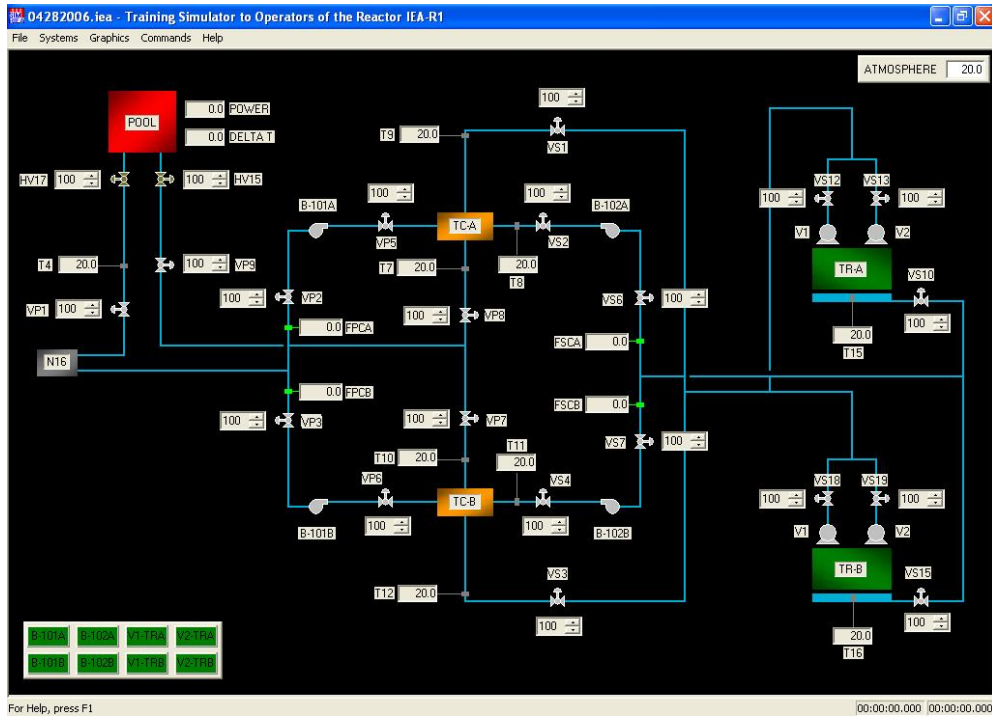 04282006.iea - Training Simulator to Operators of the Reactor IEA-R1
File Systems Graphics Commands Help
ATMOSPHERE 20.0
POOL
0.0 POWER
0.0 DELTA T
HV17 100
100 HV15
T4 20.0
100 VP9
VP1 100
N16
T9 20.0
100
VS1
B-101A
100
VP5
TC-A
100
VS2
B-102A
T7 20.0
20.0
T8
100
VP2
0.0 FPCA
100
VP8
VS6
100
FSCA 0.0
0.0 FPCB
FSCB 0.0
100
VP3
100
VP7
VS7
100
T10 20.0
T11
20.0
VP6
100
B-101B
TC-B
VS4
100
B-102B
T12 20.0
VS3
100
VS12 VS13
100 100
V1 V2
TR-A
VS10
100
20.0
T15
VS18 VS19
100 100
V1 V2
TR-B
VS15
100
20.0
T16
B-101A B-102A V1-TRA V2-TRA
B-101B B-102B V1-TRB V2-TRB
For Help, press F1
00:00:00.000 00:00:00.000